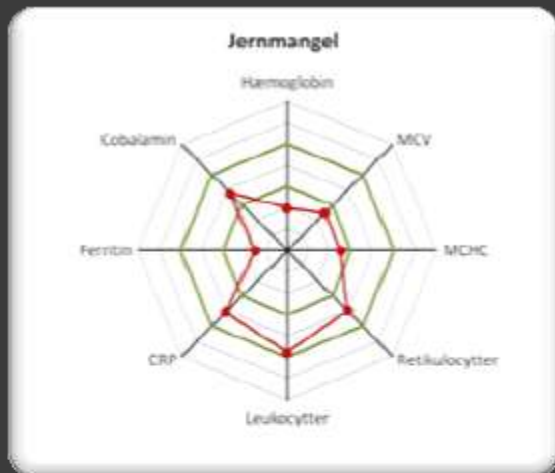 Jernmangel
Hæmoglobin
Cobalamin
MCV
Ferritin
MCHC
CRP
Retikulocytter
Leukocytter